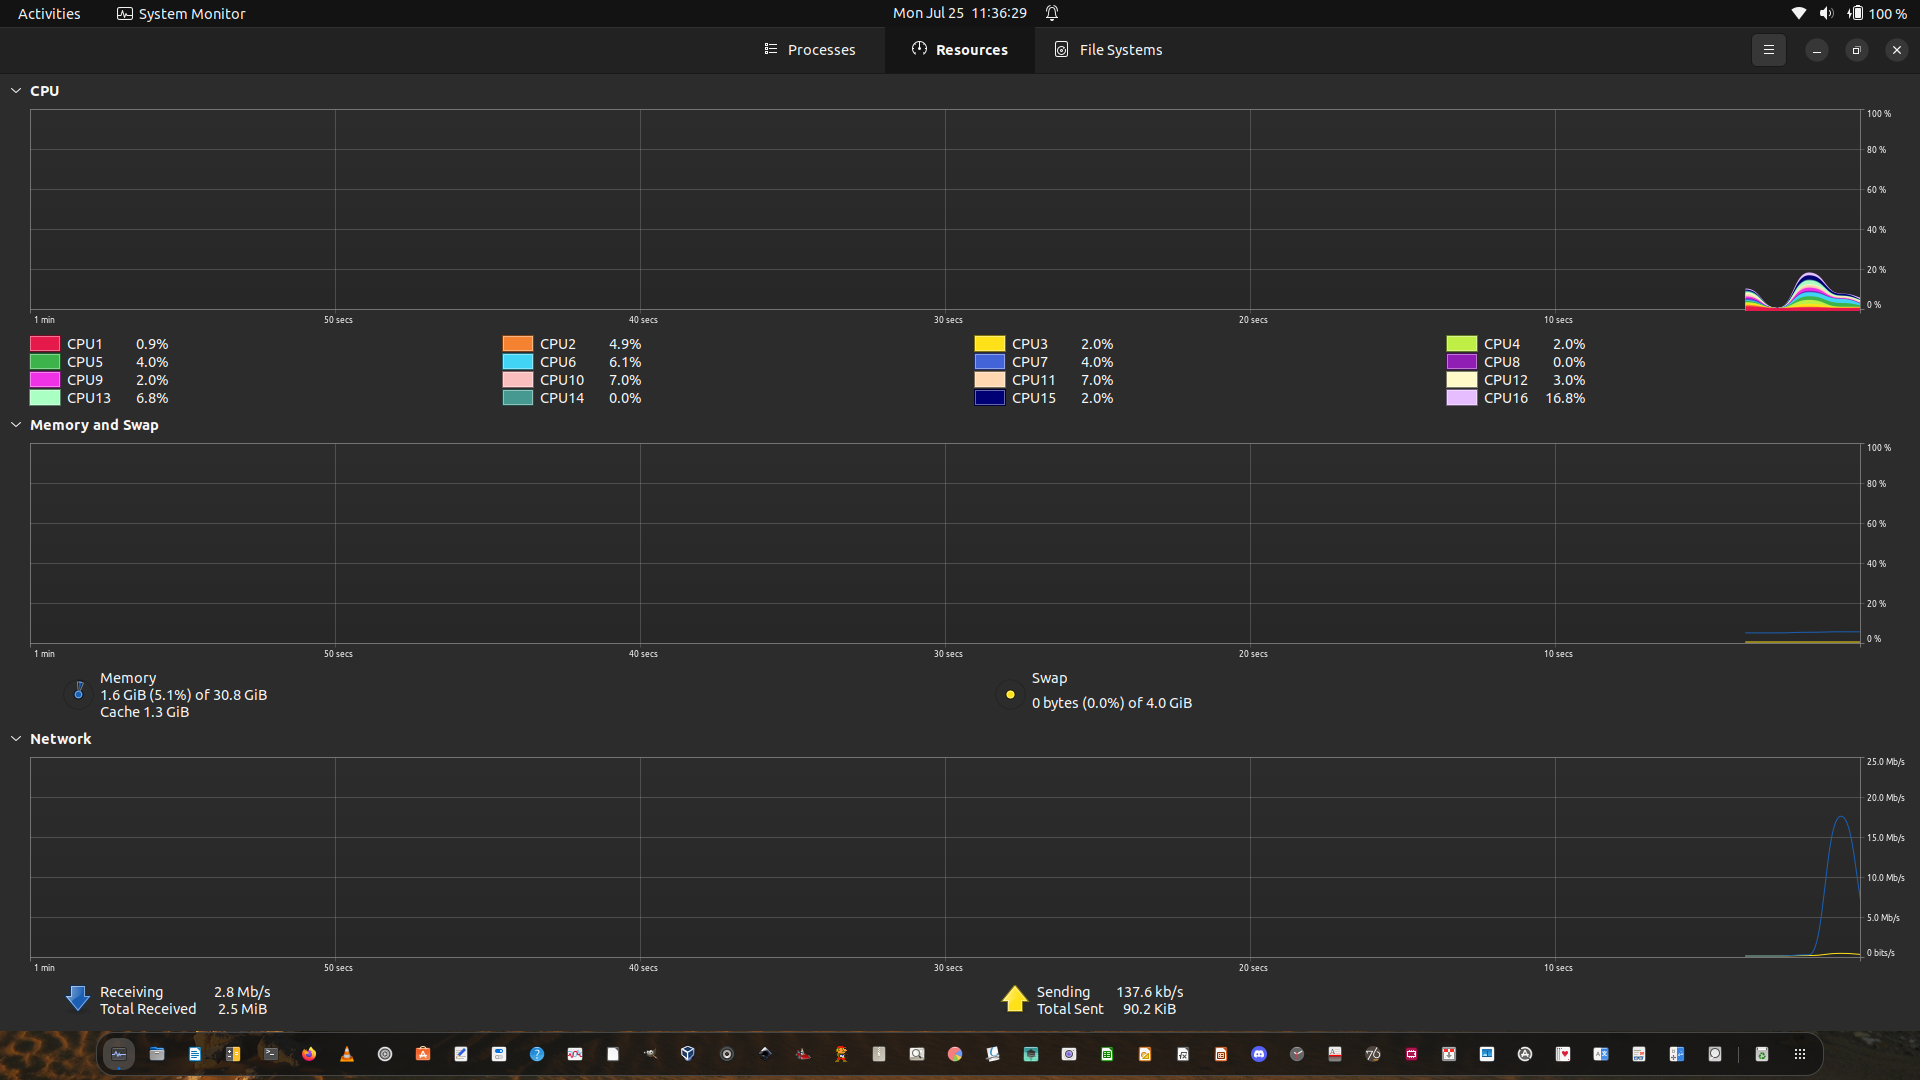 Activities
System Monitor
Mon Jul 25 11:36:29
100 %
Processes
Resources
File Systems
CPU
100 %
80 %
60 %
40 %
20 %
0 %
1 min
50 secs
40 secs
30 secs
20 secs
10 secs
CPU1 0.9%
CPU2 4.9%
CPU3 2.0%
CPU4 2.0%
CPU5 4.0%
CPU6 6.1%
CPU7 4.0%
CPU8 0.0%
CPU9 2.0%
CPU10 7.0%
CPU11 7.0%
CPU12 3.0%
CPU13 6.8%
CPU14 0.0%
CPU15 2.0%
CPU16 16.8%
Memory and Swap
100 %
80 %
60 %
40 %
20 %
0 %
1 min
50 secs
40 secs
30 secs
20 secs
10 secs
Memory
1.6 GiB (5.1%) of 30.8 GiB
Cache 1.3 GiB
Swap
0 bytes (0.0%) of 4.0 GiB
Network
25.0 Mb/s
20.0 Mb/s
15.0 Mb/s
10.0 Mb/s
5.0 Mb/s
0 bits/s
1 min
50 secs
40 secs
30 secs
20 secs
10 secs
Receiving 2.8 Mb/s
Total Received 2.5 MiB
Sending 137.6 kb/s
Total Sent 90.2 KiB